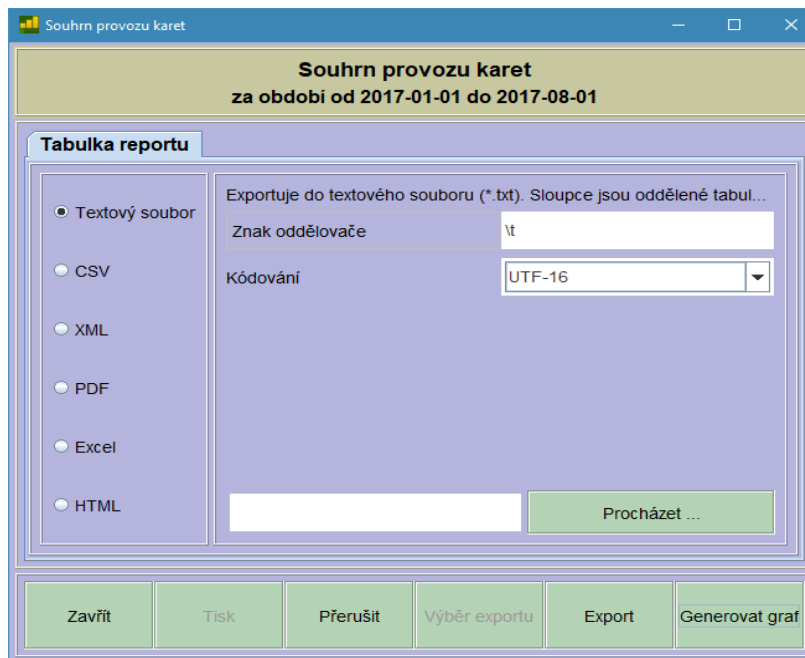 Souhrn provozu karet
Souhrn provozu karet
za období od 2017-01-01 do 2017-08-01
Tabulka reportu
Textový soubor
CSV
XML
PDF
Excel
HTML
Exportuje do textového souboru (*.txt). Sloupce jsou oddělené tabul...
Znak oddělovače
\t
Kódování
UTF-16
Procházet ...
Zavřít
Tisk
Přerušit
Výběr exportu
Export
Generovat graf